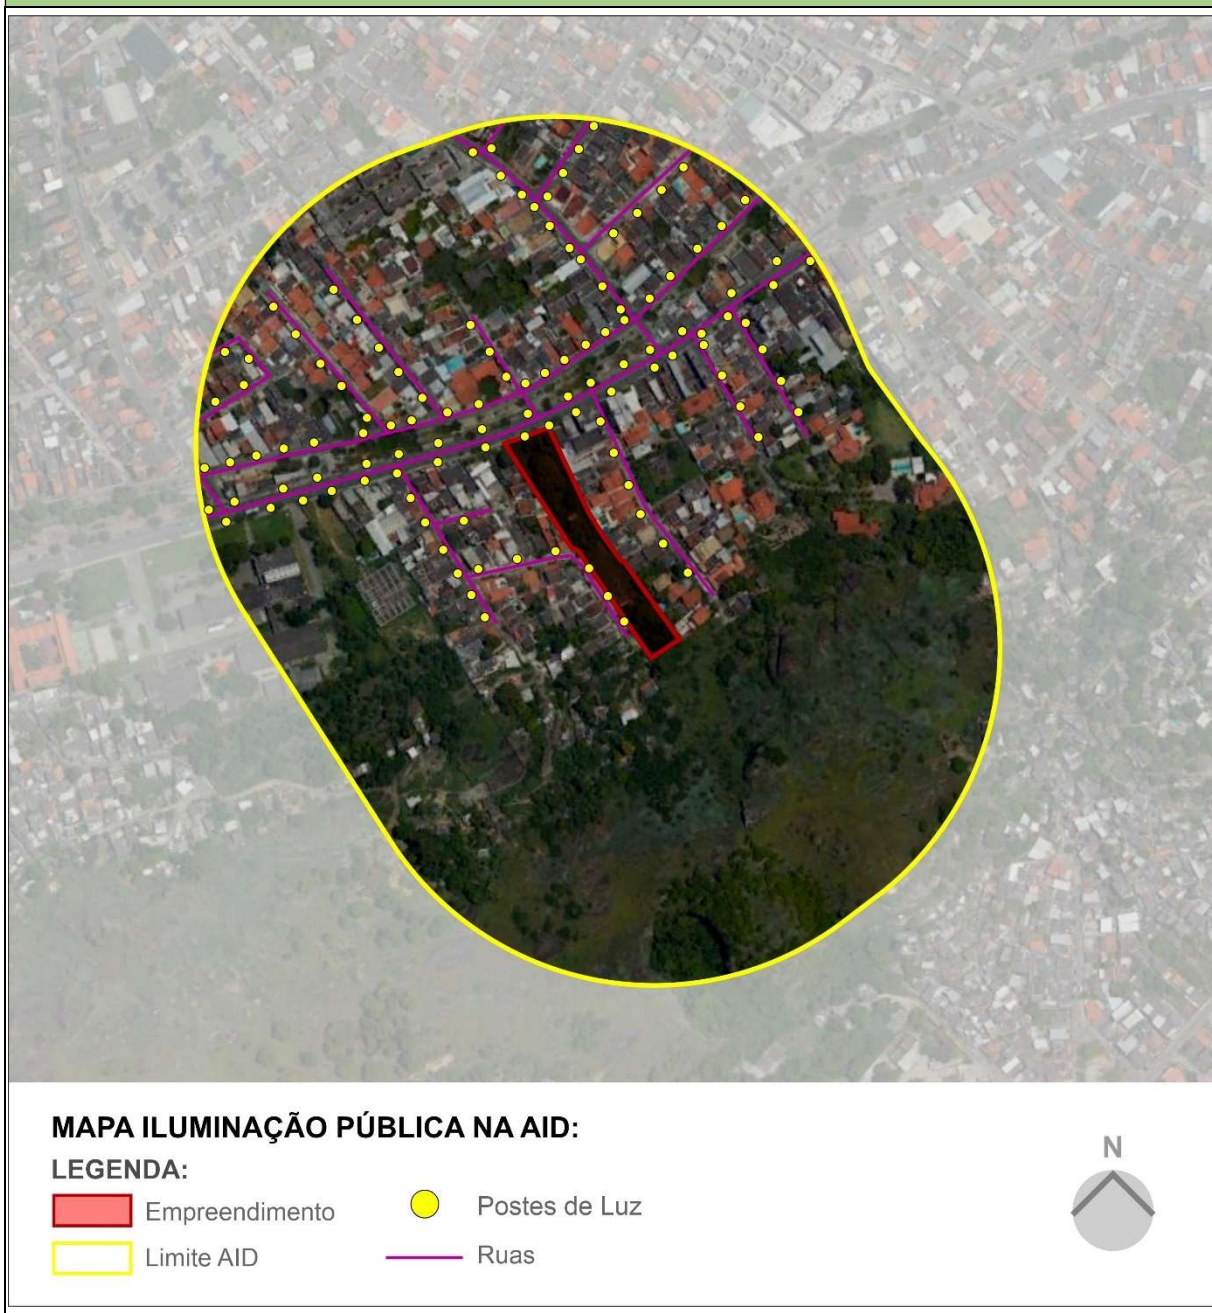 MAPA ILUMINAÇÃO PÚBLICA NA AID:
LEGENDA:
Empreendimento
Postes de Luz
Limite AID
Ruas
N